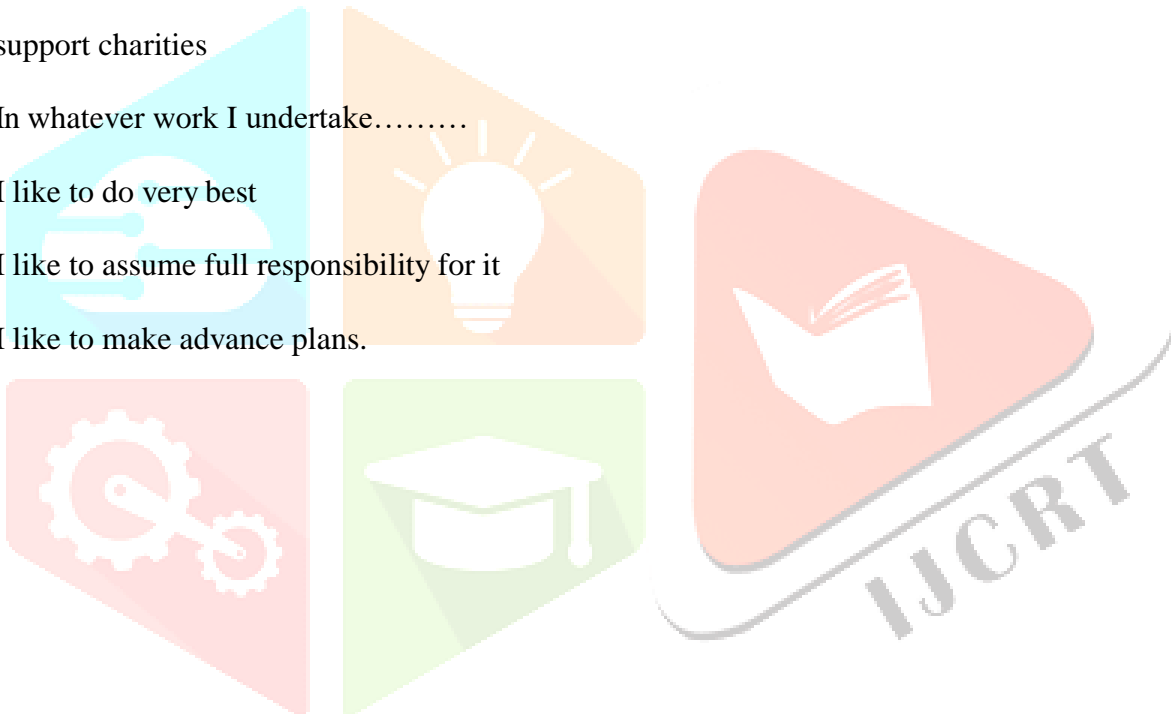 support charities
In whatever work I undertake………
I like to do very best
I like to assume full responsibility for it
I like to make advance plans.
IJCRT